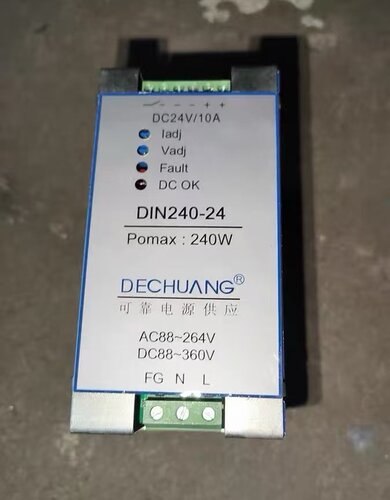 - - - + +
DC24V/10A
Iadj
Vadj
Fault
DC OK
DIN240-24
Pomax : 240W
DECHUANG®
可靠电源供应
AC88~264V
DC88~360V
FG N L